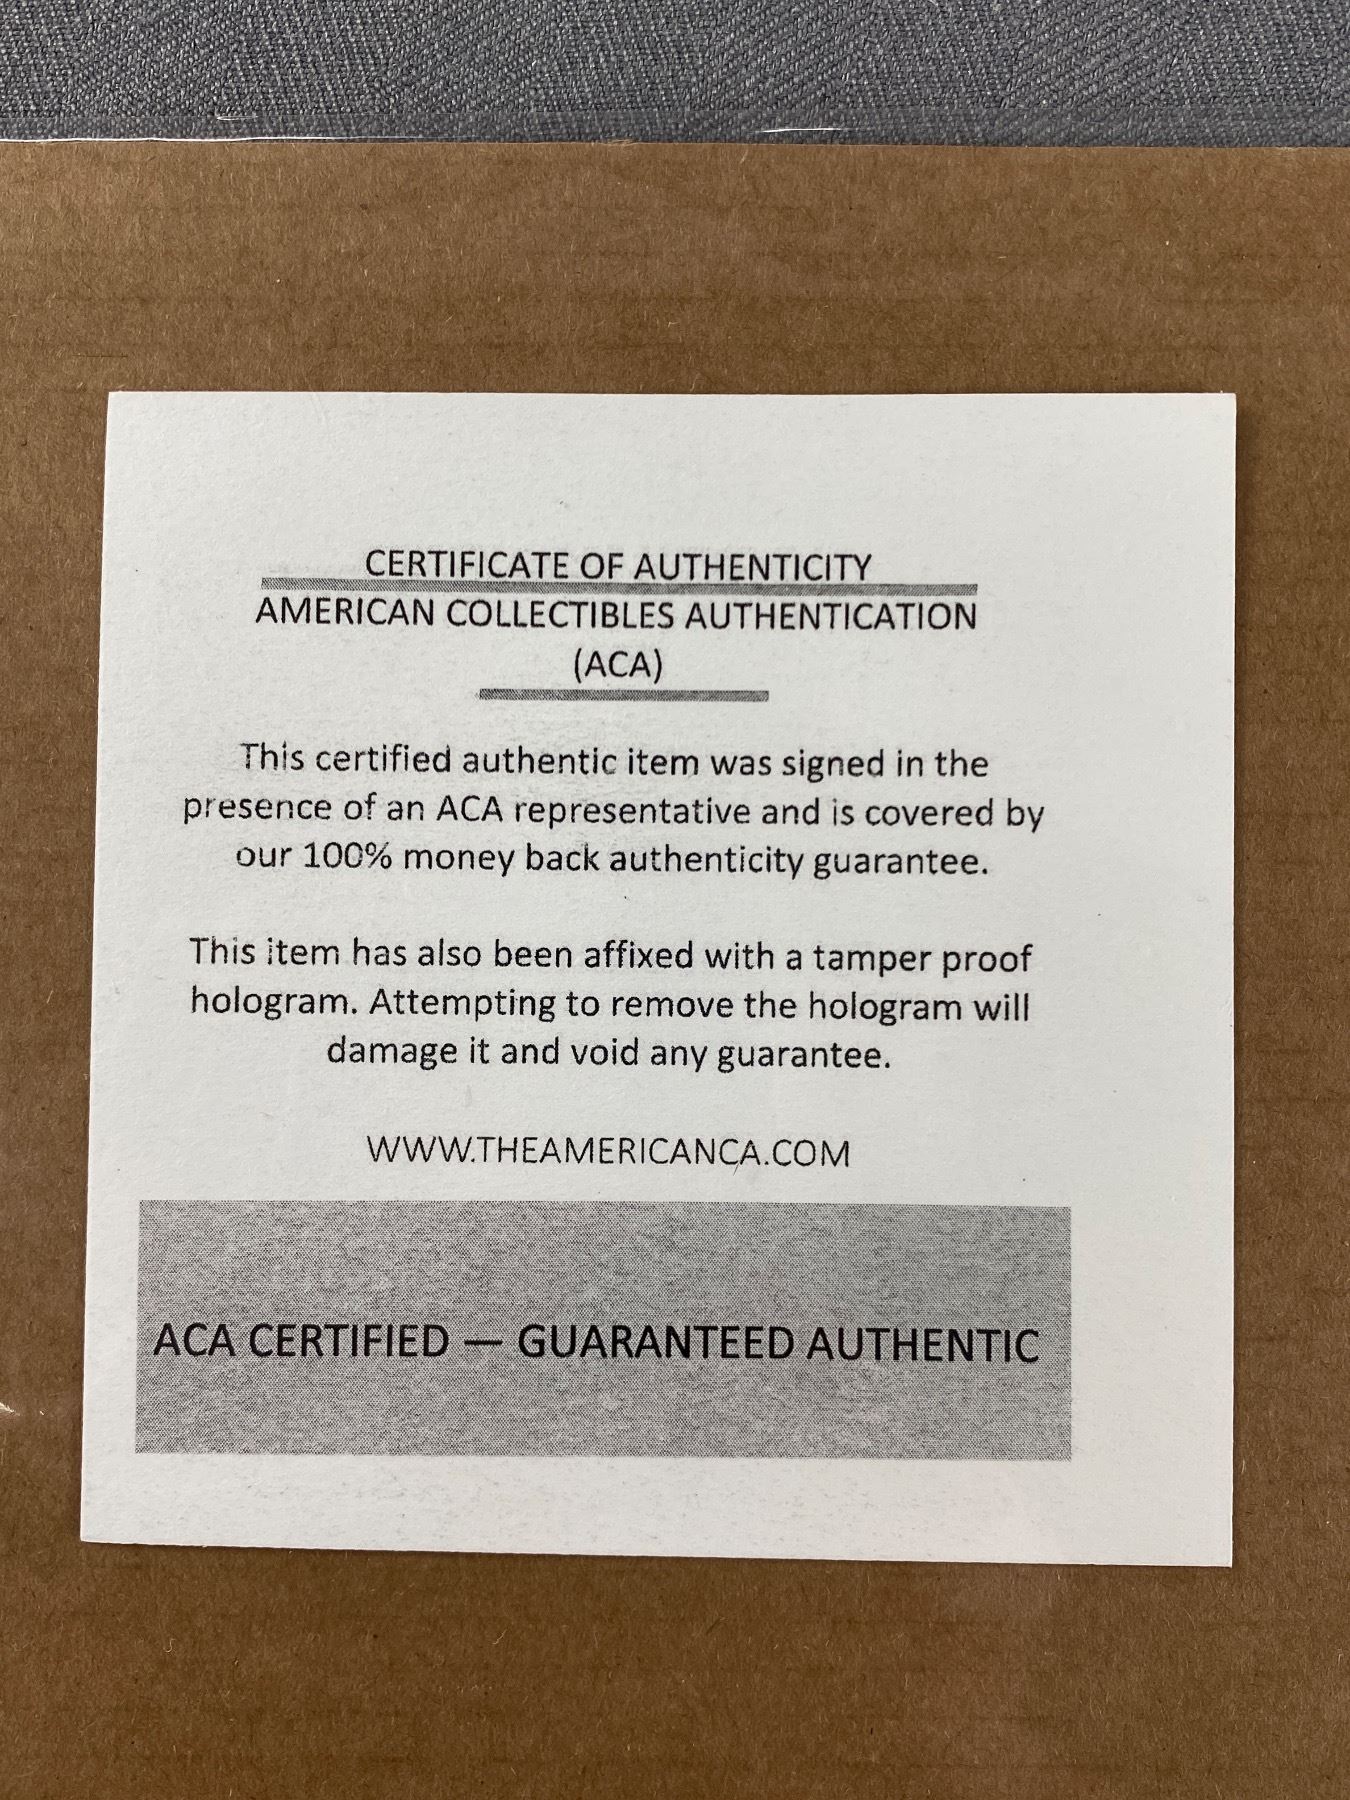 CERTIFICATE OF AUTHENTICITY
AMERICAN COLLECTIBLES AUTHENTICATION
(ACA)
This certified authentic item was signed in the
presence of an ACA representative and is covered by
our 100% money back authenticity guarantee.
This item has also been affixed with a tamper proof
hologram. Attempting to remove the hologram will
damage it and void any guarantee.
WWW.THEAMERICANCA.COM
ACA CERTIFIED — GUARANTEED AUTHENTIC